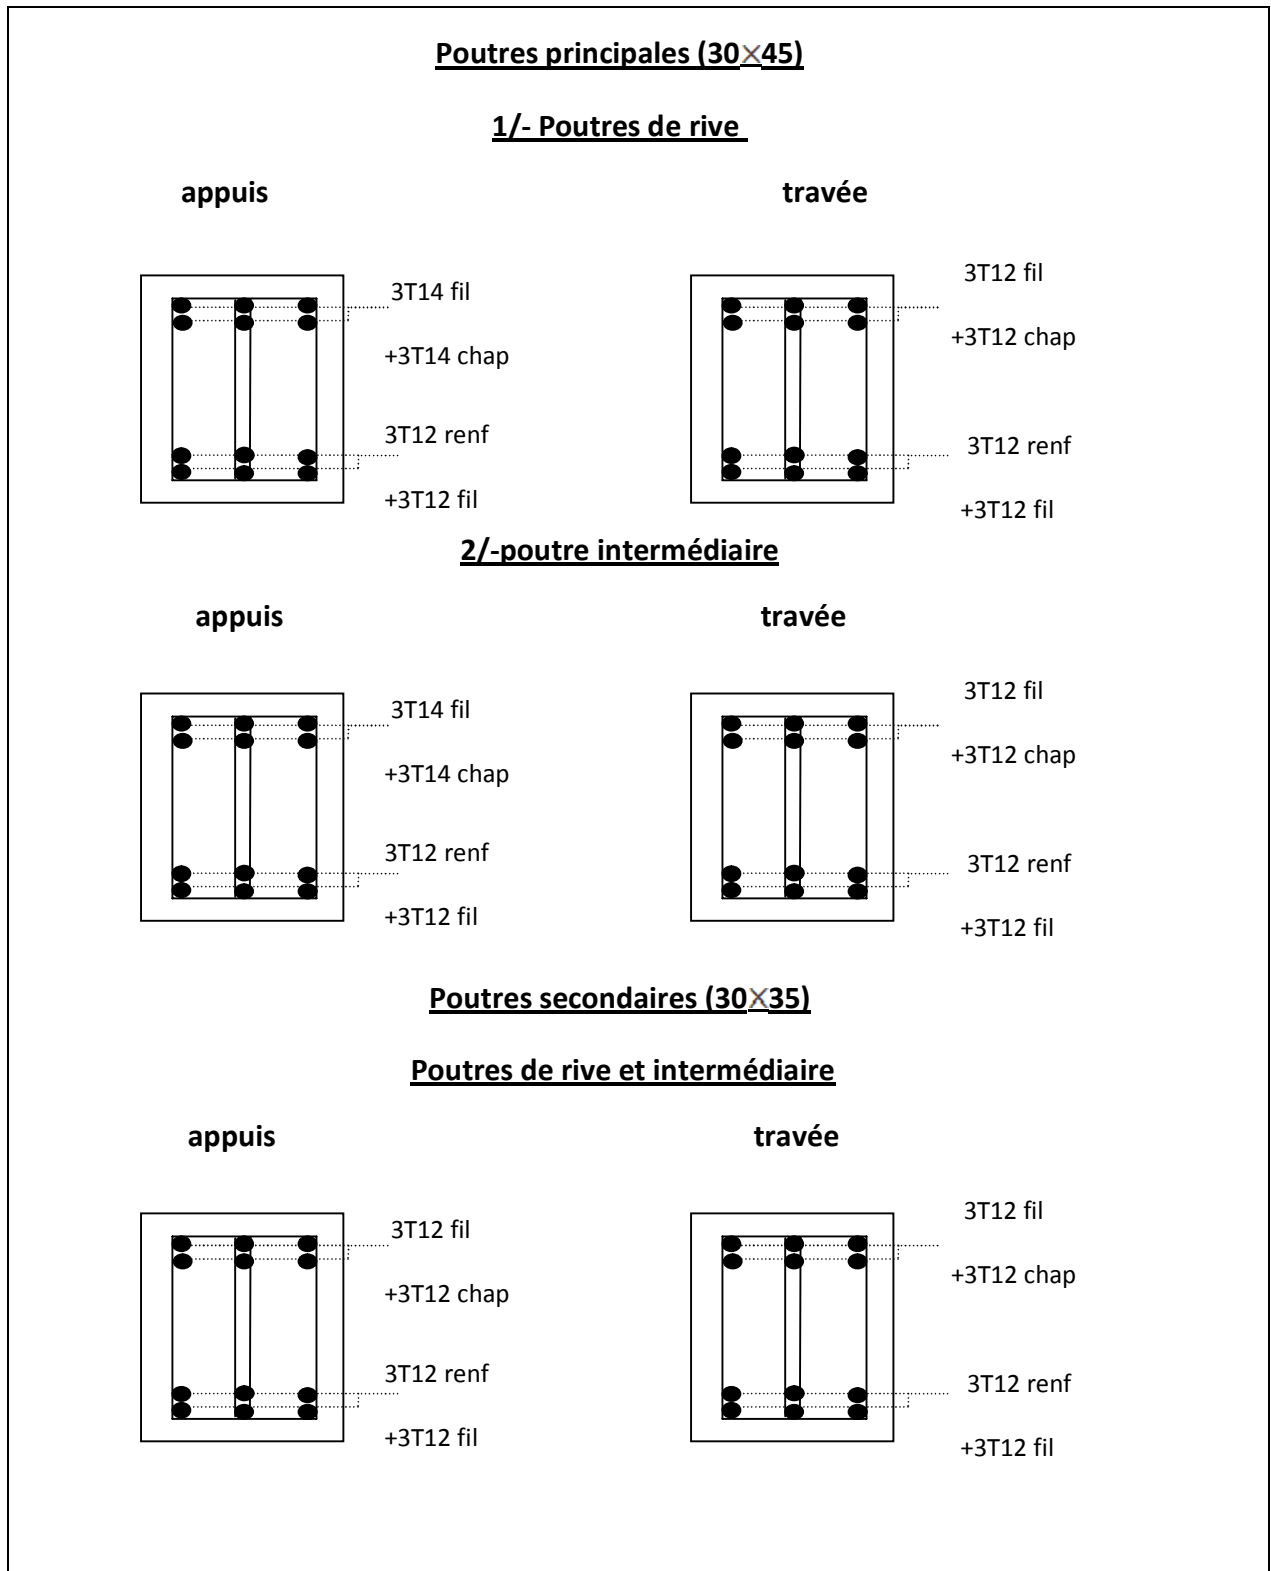 Poutres principales (30×45)
1/- Poutres de rive
appuis
travée
3T14 fil
+3T14 chap
3T12 renf
+3T12 fil
3T12 fil
+3T12 chap
3T12 renf
+3T12 fil
2/-poutre intermédiaire
appuis
travée
3T14 fil
+3T14 chap
3T12 renf
+3T12 fil
3T12 fil
+3T12 chap
3T12 renf
+3T12 fil
Poutres secondaires (30×35)
Poutres de rive et intermédiaire
appuis
travée
3T12 fil
+3T12 chap
3T12 renf
+3T12 fil
3T12 fil
+3T12 chap
3T12 renf
+3T12 fil